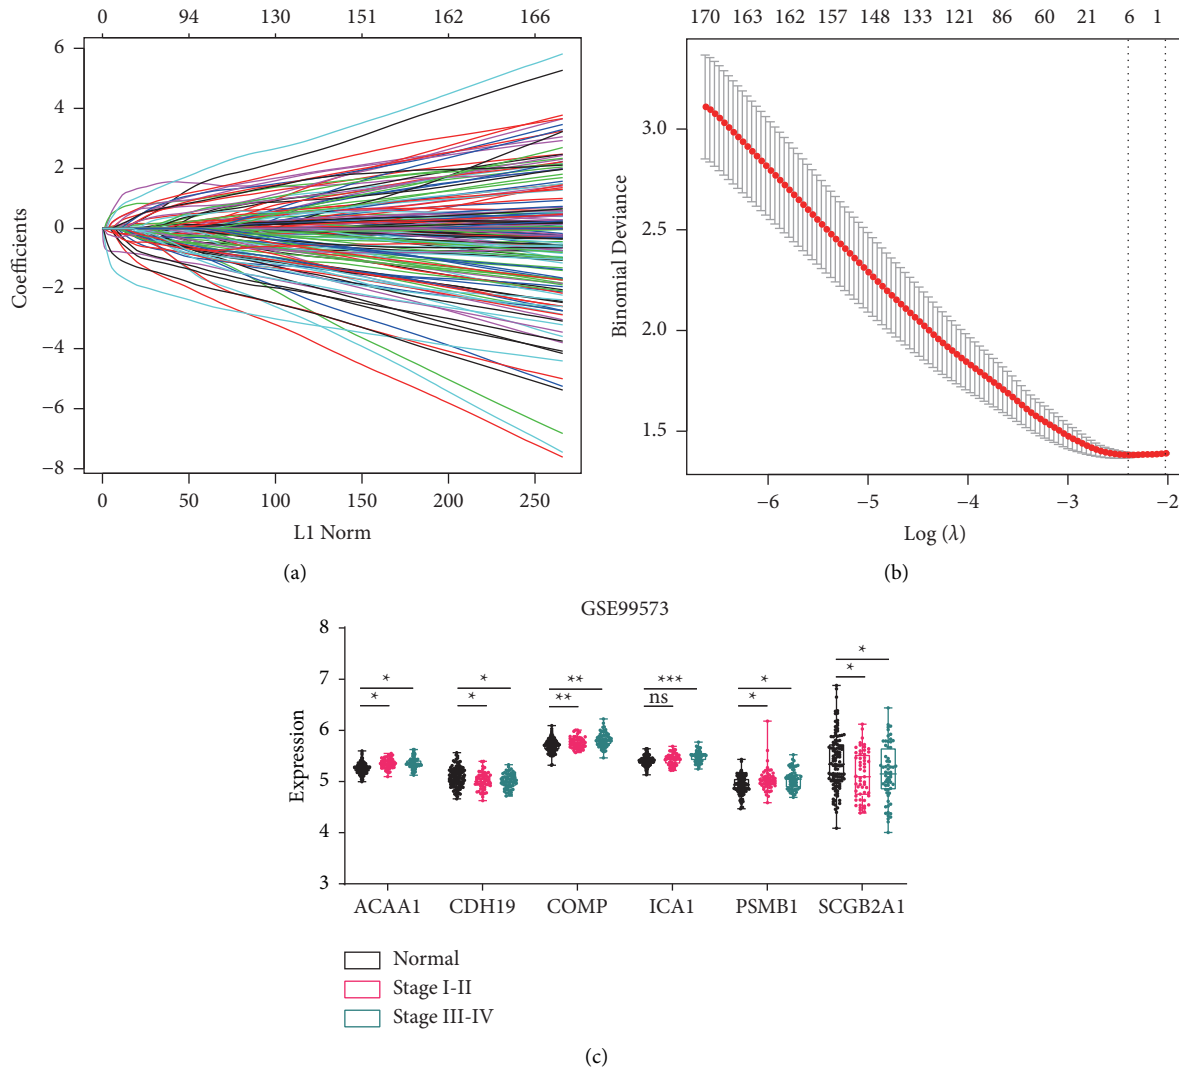 0 94 130 151 162 166
6
4
2
0
−2
−4
−6
−8
Coefficients
0 50 100 150 200 250
L1 Norm
(a)
170 163 162 157 148 133 121 86 60 21 6 1
3.0
2.5
2.0
1.5
Binomial Deviance
−6 −5 −4 −3 −2
Log (λ)
(b)
GSE99573
8
7
6
5
4
3
Expression
* *
* *
** **
*** ns
* *
* *
ACAA1 CDH19 COMP ICA1 PSMB1 SCGB2A1
Normal
Stage I-II
Stage III-IV
(c)